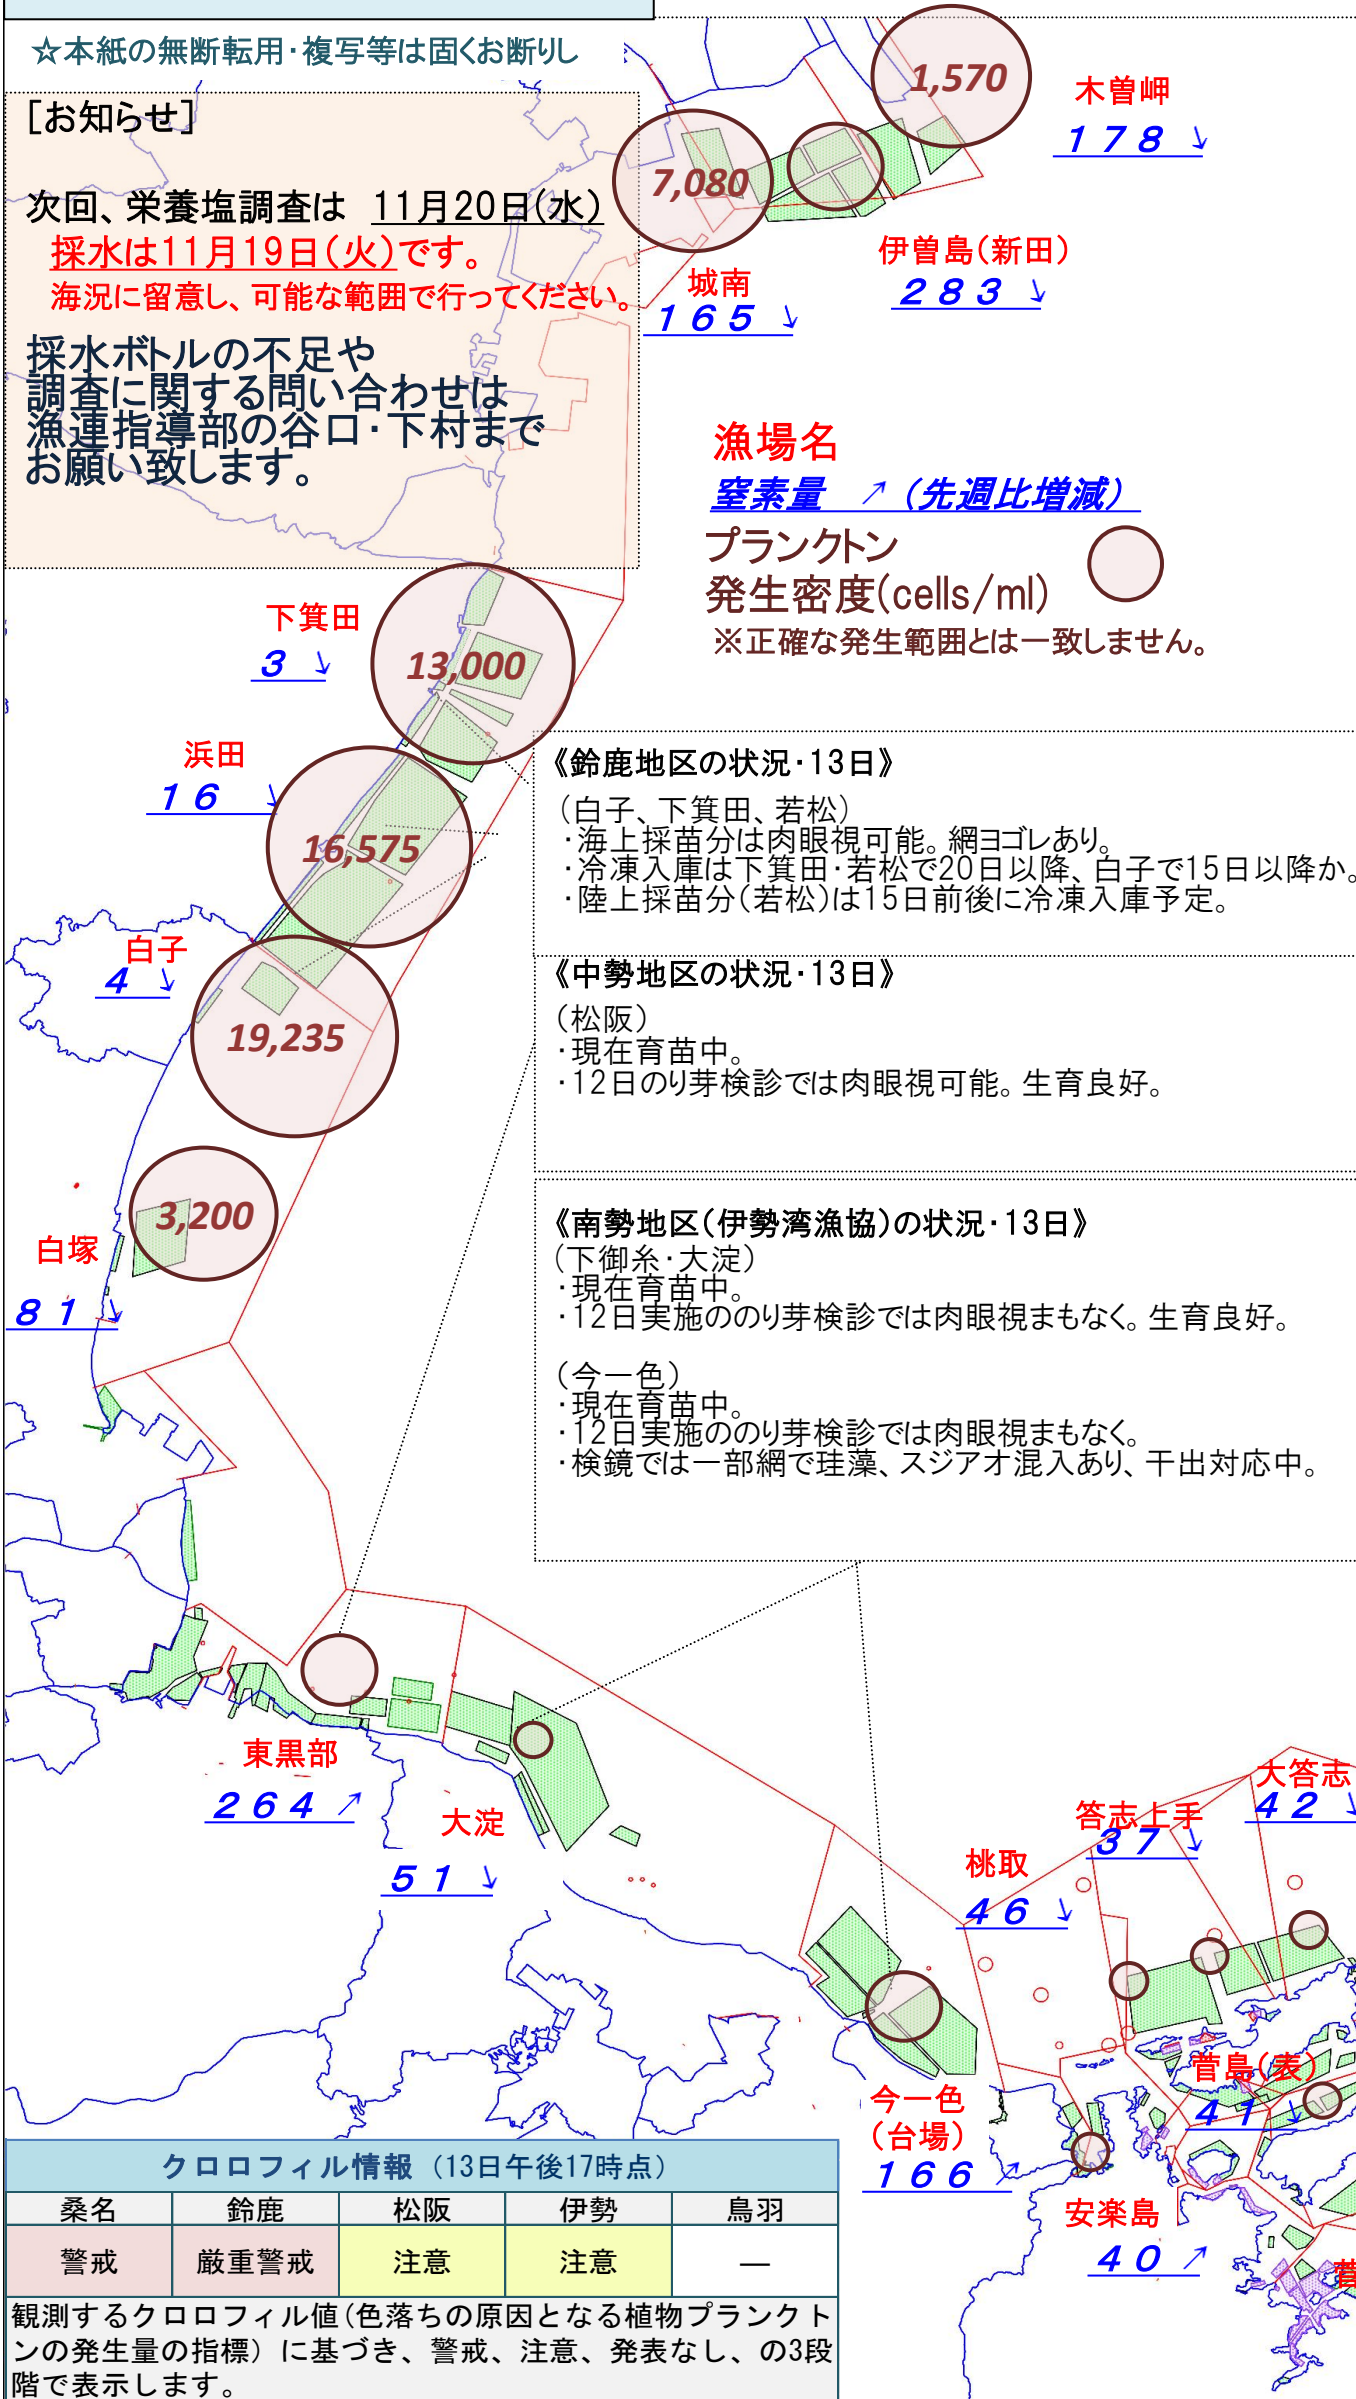 ☆本紙の無断転用・複写等は固くお断りし
[お知らせ]
次回、栄養塩調査は 11月20日(水)
採水は11月19日(火)です。
海況に留意し、可能な範囲で行ってください。
採水ボトルの不足や
調査に関する問い合わせは
漁連指導部の谷口・下村まで
お願い致します。
1,570
木曽岬
178 ↘
7,080
伊曽島(新田)
283 ↘
城南
165 ↘
漁場名
窒素量 ↗(先週比増減)
プランクトン
発生密度(cells/ml)
※正確な発生範囲とは一致しません。
下箕田
3 ↘
13,000
浜田
16 ↘
16,575
白子
4 ↘
19,235
3,200
白塚
81 ↘
《鈴鹿地区の状況・13日》
(白子、下箕田、若松)
・海上採苗分は肉眼視可能。網ヨゴレあり。
・冷凍入庫は下箕田・若松で20日以降、白子で15日以降か。
・陸上採苗分(若松)は15日前後に冷凍入庫予定。
《中勢地区の状況・13日》
(松阪)
・現在育苗中。
・12日のり芽検診では肉眼視可能。生育良好。
《南勢地区(伊勢湾漁協)の状況・13日》
(下御糸・大淀)
・現在育苗中。
・12日実施ののり芽検診では肉眼視まもなく。生育良好。
(今一色)
・現在育苗中。
・12日実施ののり芽検診では肉眼視まもなく。
・検鏡では一部網で珪藻、スジアオ混入あり、干出対応中。
東黒部
264 ↗
大淀
51 ↘
大答志
42 ↘
答志上手
37 ↘
桃取
46 ↘
菅島(表)
41 ↘
今一色
(台場)
166 ↗
安楽島
40 ↗
菅
クロロフィル情報 (13日午後17時点)
桑名 鈴鹿 松阪 伊勢 鳥羽
警戒 厳重警戒 注意 注意 ―
観測するクロロフィル値(色落ちの原因となる植物プランクト
ンの発生量の指標) に基づき、警戒、注意、発表なし、の3段
階で表示します。